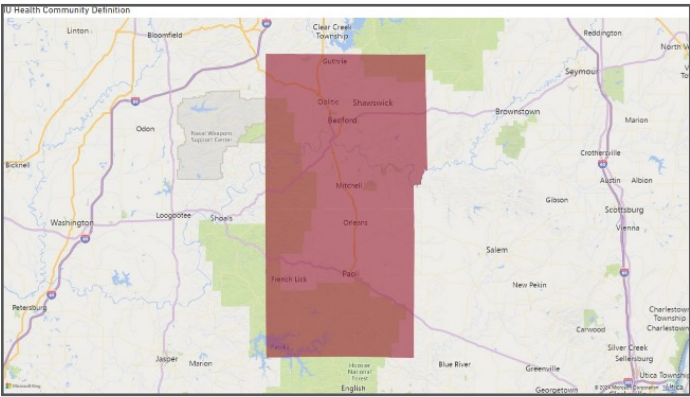 IU Health Community Definition
Linton
Bloomfield
Clear Creek
Township
Reddington
North V
Guthrie
Seymour
Oolitic
Shawswick
Bedford
Brownstown
Odon
Naval Weapons
Support Center
Marion
Bicknell
Crothersville
Mitchell
Austin
Albion
Gibson
Loogootee
Shoals
Scottsburg
Washington
Orleans
Vienna
Salem
French Lick
Paoli
New Pekin
Petersburg
Charlestown
Township
Charlestown
Carwood
Silver Creek
Sellersburg
Jasper
Marion
Hoosier
National
Forest
Blue River
Greenville
Utica Township
English
Georgetown
Microsoft Bing